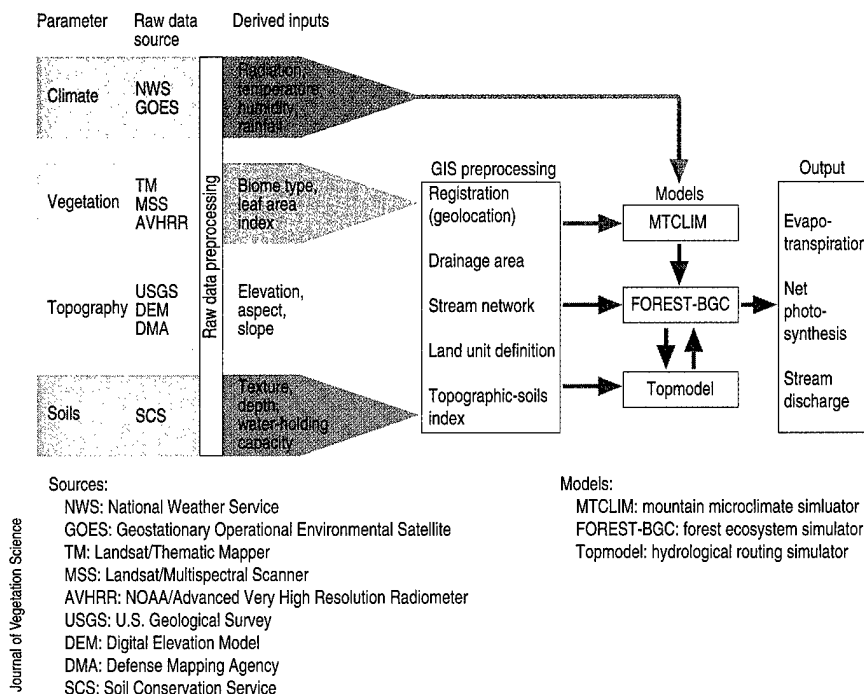 Parameter
Raw data
source
Derived inputs
Climate
NWS
GOES
Radiation,
temperature
humidity,
rainfall
Vegetation
TM
MSS
AVHRR
Biome type,
leaf area
index
Topography
USGS
DEM
DMA
Elevation,
aspect,
slope
Soils
SCS
Texture,
depth,
water-holding
capacity
Raw data preprocessing
GIS preprocessing
Registration
(geolocation)
Drainage area
Stream network
Land unit definition
Topographic-soils
index
Models
MTCLIM
FOREST-BGC
Topmodel
Output
Evapo-
transpiration
Net
photo-
synthesis
Stream
discharge
Sources:
NWS: National Weather Service
GOES: Geostationary Operational Environmental Satellite
TM: Landsat/Thematic Mapper
MSS: Landsat/Multispectral Scanner
AVHRR: NOAA/Advanced Very High Resolution Radiometer
USGS: U.S. Geological Survey
DEM: Digital Elevation Model
DMA: Defense Mapping Agency
SCS: Soil Conservation Service
Models:
MTCLIM: mountain microclimate simluator
FOREST-BGC: forest ecosystem simulator
Topmodel: hydrological routing simulator
Journal of Vegetation Science